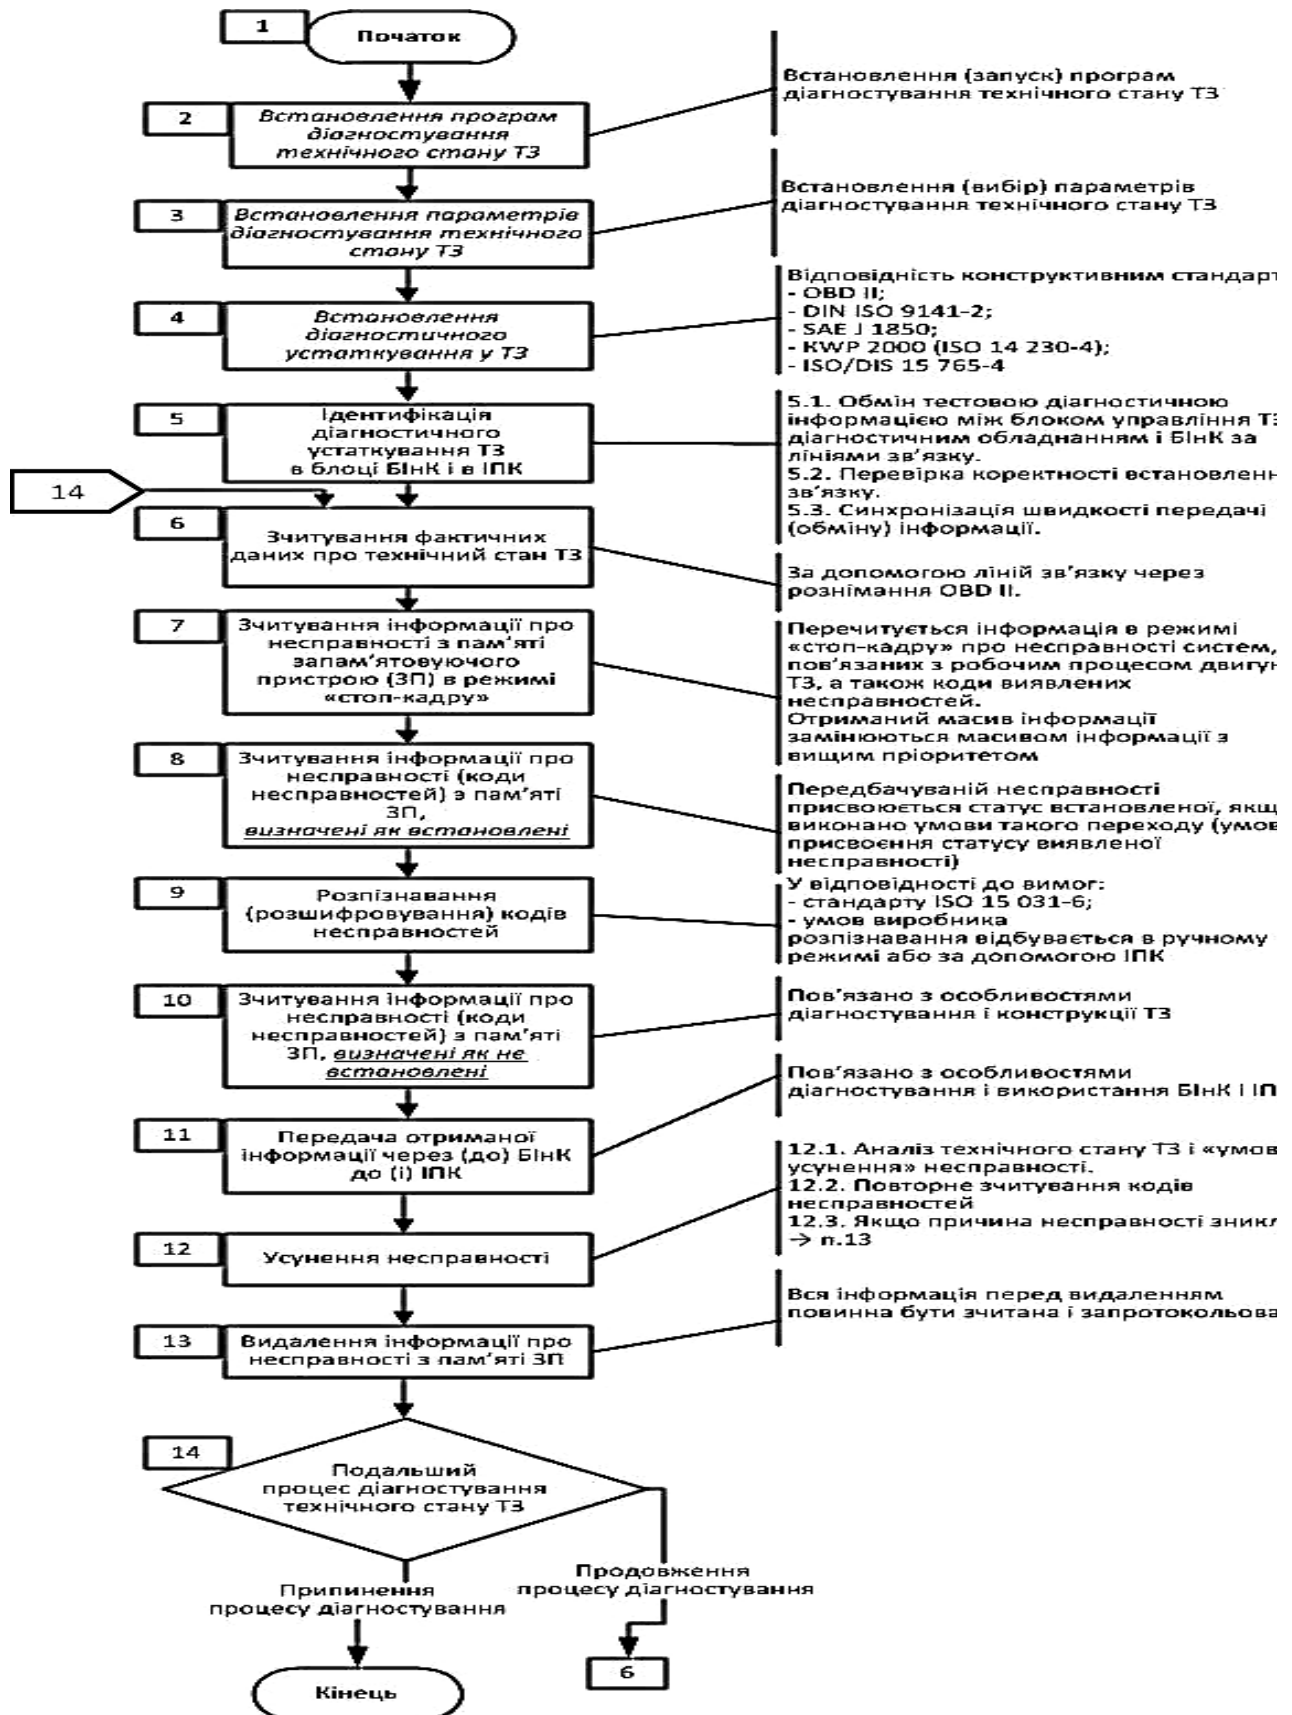 1
Початок
Встановлення (запуск) програм
діагностування технічного стану ТЗ
2
Встановлення програм
діагностування
технічного стану ТЗ
Встановлення (вибір) параметрів
діагностування технічного стану ТЗ
3
Встановлення параметрів
діагностування технічного
стану ТЗ
Відповідність конструктивним стандарт
- OBD II;
- DIN ISO 9141-2;
- SAE J 1850;
- KWP 2000 (ISO 14 230-4);
- ISO/DIS 15 765-4
4
Встановлення
діагностичного
устаткування у ТЗ
5
Ідентифікація
діагностичного
устаткування ТЗ
в блоці БІнК і в ІПК
5.1. Обмін тестовою діагностичною
інформацією між блоком управління ТЗ
діагностичним обладнанням і БІнК за
лініями зв’язку.
5.2. Перевірка коректності встановленн
зв’язку.
5.3. Синхронізація швидкості передачі
(обміну) інформації.
14
6
Зчитування фактичних
даних про технічний стан ТЗ
За допомогою ліній зв’язку через
рознімання OBD II.
7
Зчитування інформації про
несправності з пам’яті
запам’ятовуючого
пристрою (ЗП) в режимі
«стоп-кадру»
Перечитується інформація в режимі
«стоп-кадру» про несправності систем,
пов’язаних з робочим процесом двигун
ТЗ, а також коди виявлених
несправностей.
Отриманий масив інформації
замінюються масивом інформації з
вищим пріоритетом
8
Зчитування інформації про
несправності (коди
несправностей) з пам’яті
ЗП,
визначені як встановлені
Передбачуваній несправності
присвоюється статус встановленої, якщ
виконано умови такого переходу (умов
присвоєння статусу виявленої
несправності)
9
Розпізнавання
(розшифровування) кодів
несправностей
У відповідності до вимог:
- стандарту ISO 15 031-6;
- умов виробника
розпізнавання відбувається в ручному
режимі або за допомогою ІПК
10
Зчитування інформації про
несправності (коди
несправностей) з пам’яті
ЗП, визначені як не
встановлені
Пов’язано з особливостями
діагностування і конструкції ТЗ
Пов’язано з особливостями
діагностування і використання БІнК і ІП
11
Передача отриманої
інформації через (до) БІнК
до (і) ІПК
12.1. Аналіз технічного стану ТЗ і «умов
усунення» несправності.
12.2. Повторне зчитування кодів
несправностей
12.3. Якщо причина несправності зникл
→ п.13
12
Усунення несправності
Вся інформація перед видаленням
повинна бути зчитана і запротокольова
13
Видалення інформації про
несправності з пам’яті ЗП
14
Подальший
процес діагностування
технічного стану ТЗ
Припинення
процесу діагностування
Продовження
процесу діагностування
6
Кінець